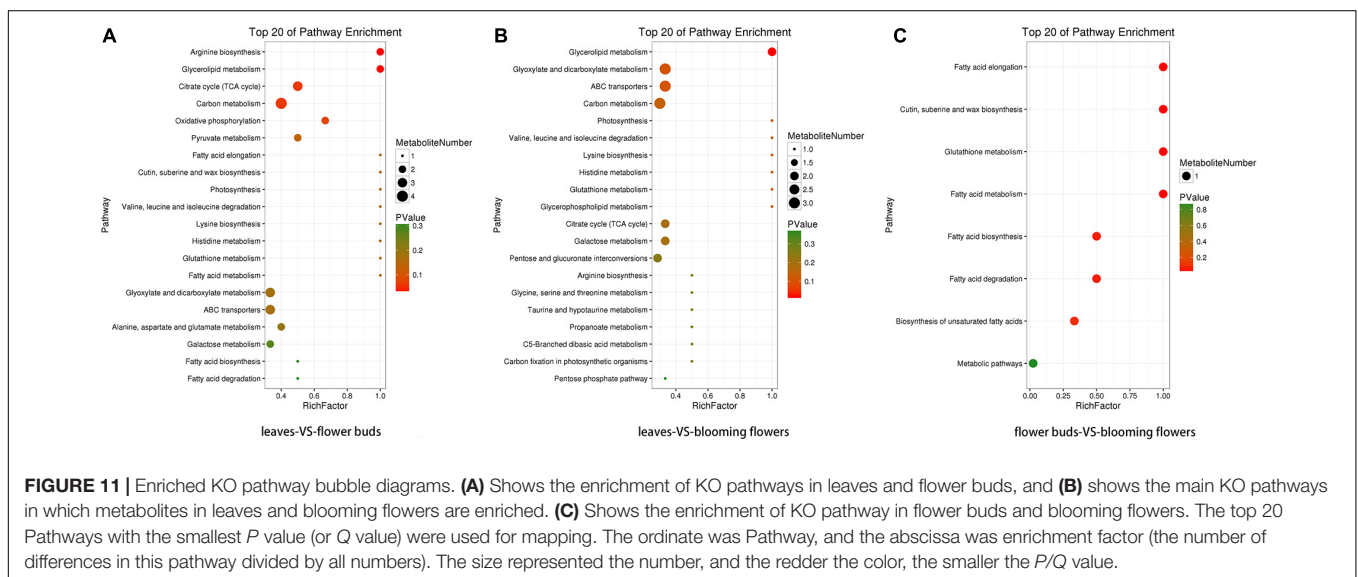 A
Top 20 of Pathway Enrichment
Pathway
Arginine biosynthesis
Glycerolipid metabolism
Citrate cycle (TCA cycle)
Carbon metabolism
Oxidative phosphorylation
Pyruvate metabolism
Fatty acid elongation
Cutin, suberine and wax biosynthesis
Photosynthesis
Valine, leucine and isoleucine degradation
Lysine biosynthesis
Histidine metabolism
Glutathione metabolism
Fatty acid metabolism
Glyoxylate and dicarboxylate metabolism
ABC transporters
Alanine, aspartate and glutamate metabolism
Galactose metabolism
Fatty acid biosynthesis
Fatty acid degradation
0.4 0.6 0.8 1.0
RichFactor
MetaboliteNumber
1
2
3
4
PValue
0.3
0.2
0.1
leaves-VS-flower buds
B
Top 20 of Pathway Enrichment
Pathway
Glycerolipid metabolism
Glyoxylate and dicarboxylate metabolism
ABC transporters
Carbon metabolism
Photosynthesis
Valine, leucine and isoleucine degradation
Lysine biosynthesis
Histidine metabolism
Glutathione metabolism
Glycerophospholipid metabolism
Citrate cycle (TCA cycle)
Galactose metabolism
Pentose and glucuronate interconversions
Arginine biosynthesis
Glycine, serine and threonine metabolism
Taurine and hypotaurine metabolism
Propanoate metabolism
C5-Branched dibasic acid metabolism
Carbon fixation in photosynthetic organisms
Pentose phosphate pathway
0.4 0.6 0.8 1.0
RichFactor
MetaboliteNumber
1.0
1.5
2.0
2.5
3.0
PValue
0.3
0.2
0.1
leaves-VS-blooming flowers
C
Top 20 of Pathway Enrichment
Pathway
Fatty acid elongation
Cutin, suberine and wax biosynthesis
Glutathione metabolism
Fatty acid metabolism
Fatty acid biosynthesis
Fatty acid degradation
Biosynthesis of unsaturated fatty acids
Metabolic pathways
0.00 0.25 0.50 0.75 1.00
RichFactor
MetaboliteNumber
1
PValue
0.8
0.6
0.4
0.2
flower buds-VS-blooming flowers
FIGURE 11 | Enriched KO pathway bubble diagrams. (A) Shows the enrichment of KO pathways in leaves and flower buds, and (B) shows the main KO pathways
in which metabolites in leaves and blooming flowers are enriched. (C) Shows the enrichment of KO pathway in flower buds and blooming flowers. The top 20
Pathways with the smallest P value (or Q value) were used for mapping. The ordinate was Pathway, and the abscissa was enrichment factor (the number of
differences in this pathway divided by all numbers). The size represented the number, and the redder the color, the smaller the P/Q value.